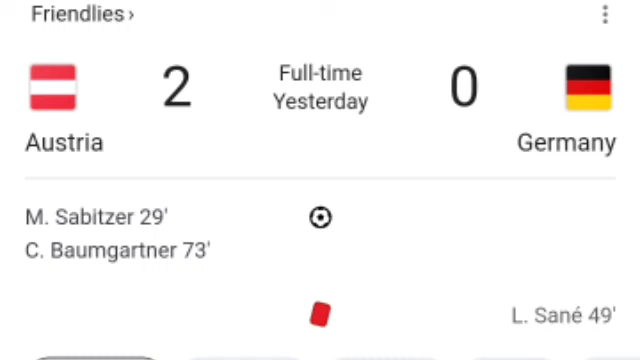 Friendlies ›
2 Full-time 0
Yesterday
Austria Germany
M. Sabitzer 29'
C. Baumgartner 73'
L. Sané 49'